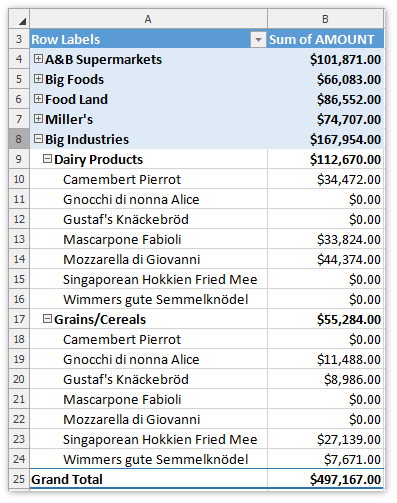 A B
3 Row Labels Sum of AMOUNT
4 A&B Supermarkets $101,871.00
5 Big Foods $66,083.00
6 Food Land $86,552.00
7 Miller's $74,707.00
8 Big Industries $167,954.00
9 Dairy Products $112,670.00
10 Camembert Pierrot $34,472.00
11 Gnocchi di nonna Alice $0.00
12 Gustaf's Knäckebröd $0.00
13 Mascarpone Fabioli $33,824.00
14 Mozzarella di Giovanni $44,374.00
15 Singaporean Hokkien Fried Mee $0.00
16 Wimmers gute Semmelknödel $0.00
17 Grains/Cereals $55,284.00
18 Camembert Pierrot $0.00
19 Gnocchi di nonna Alice $11,488.00
20 Gustaf's Knäckebröd $8,986.00
21 Mascarpone Fabioli $0.00
22 Mozzarella di Giovanni $0.00
23 Singaporean Hokkien Fried Mee $27,139.00
24 Wimmers gute Semmelknödel $7,671.00
25 Grand Total $497,167.00